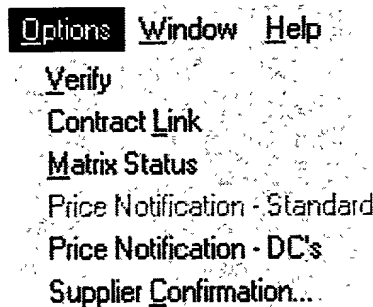 Options Window Help
Verify
Contract Link
Matrix Status
Price Notification - Standard
Price Notification - DC's
Supplier Confirmation...